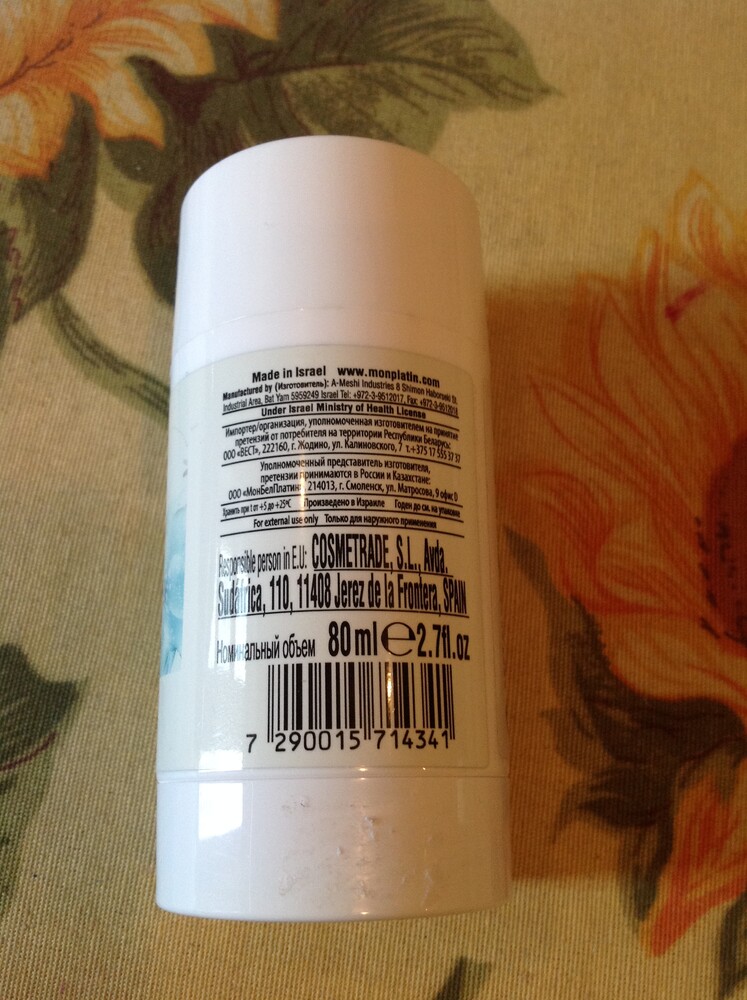 Made in Israel www.monplatin.com
Manufactured by (Изготовитель): A-Meshi Industries 8 Shimon Haborsaki St.
Industrial Area, Bat Yam 5959249 Israel Tel: +972-3-9512017, Fax: +972-3-9512018
Under Israel Ministry of Health License
Импортер/организация, уполномоченная изготовителем на принятие
претензий от потребителя на территории Республики Беларусь:
ООО «ВЕСТ», 222160, г. Жодино, ул. Калиновского, 7 т.+375 17 555 37 37
Уполномоченный представитель изготовителя,
претензии принимаются в России и Казахстане:
ООО «МонБелПлатин» 214013, г. Смоленск, ул. Матросова, 9 офис D
Хранить при t от +5 до +25ºC Произведено в Израиле Годен до см. на упаковке
For external use only Только для наружного применения
Responsible person in E.U: COSMETRADE, S.L., Avda.
Sudáfrica, 110, 11408 Jerez de la Frontera, SPAIN
Номинальный объем 80 ml ℮ 2.7fl.oz
7 290015 714341